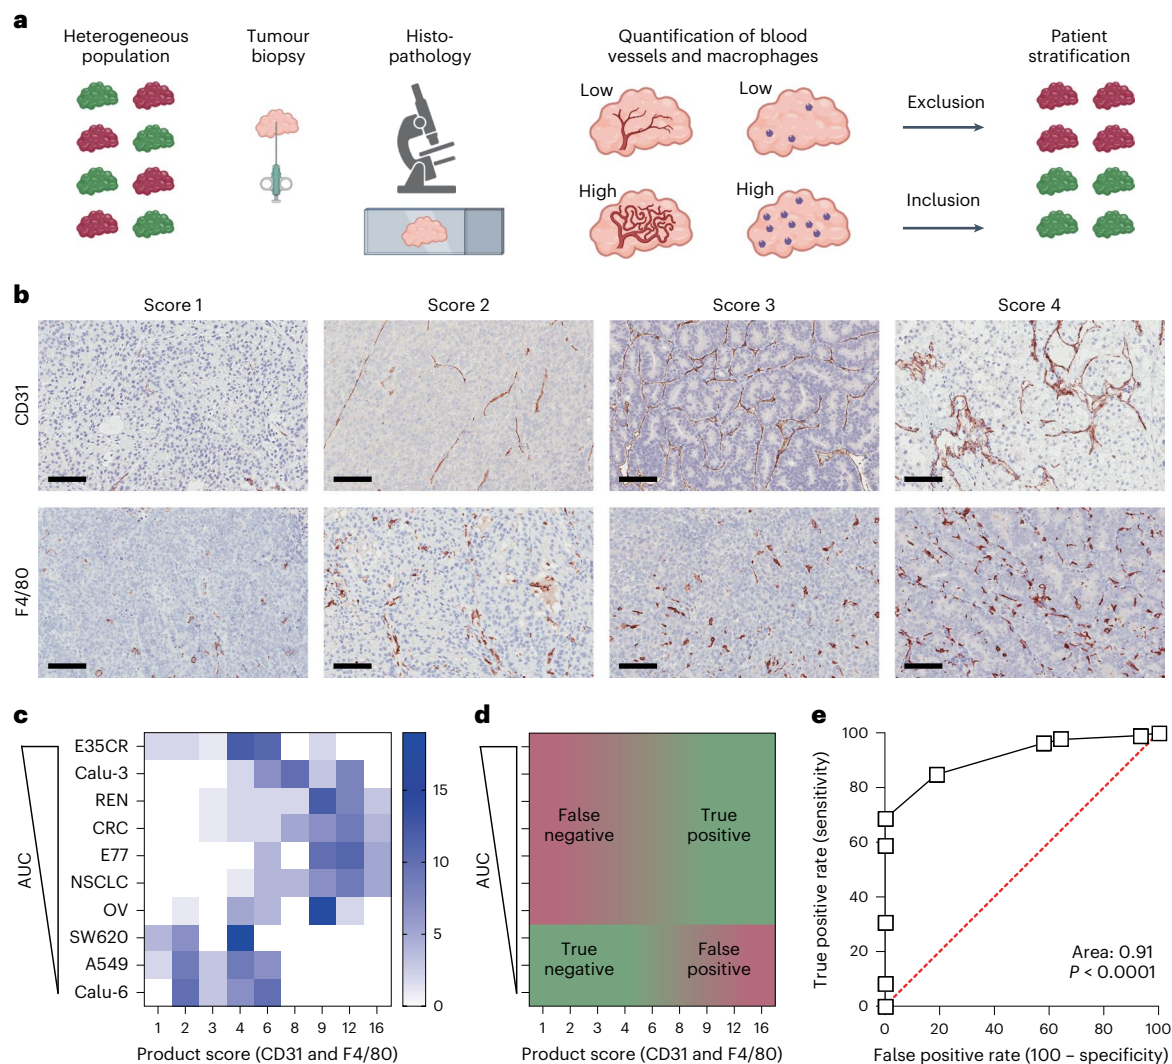 a
Heterogeneous
population
Tumour
biopsy
Histo-
pathology
Quantification of blood
vessels and macrophages
Patient
stratification
Low
Low
Exclusion
High
High
Inclusion
b
Score 1
Score 2
Score 3
Score 4
CD31
F4/80
c
AUC
E35CR
Calu-3
REN
CRC
E77
NSCLC
OV
SW620
A549
Calu-6
1 2 3 4 6 8 9 12 16
Product score (CD31 and F4/80)
15
10
5
0
d
AUC
False
negative
True
positive
True
negative
False
positive
1 2 3 4 6 8 9 12 16
Product score (CD31 and F4/80)
e
True positive rate (sensitivity)
100
80
60
40
20
0
Area: 0.91
P < 0.0001
0 20 40 60 80 100
False positive rate (100 – specificity)